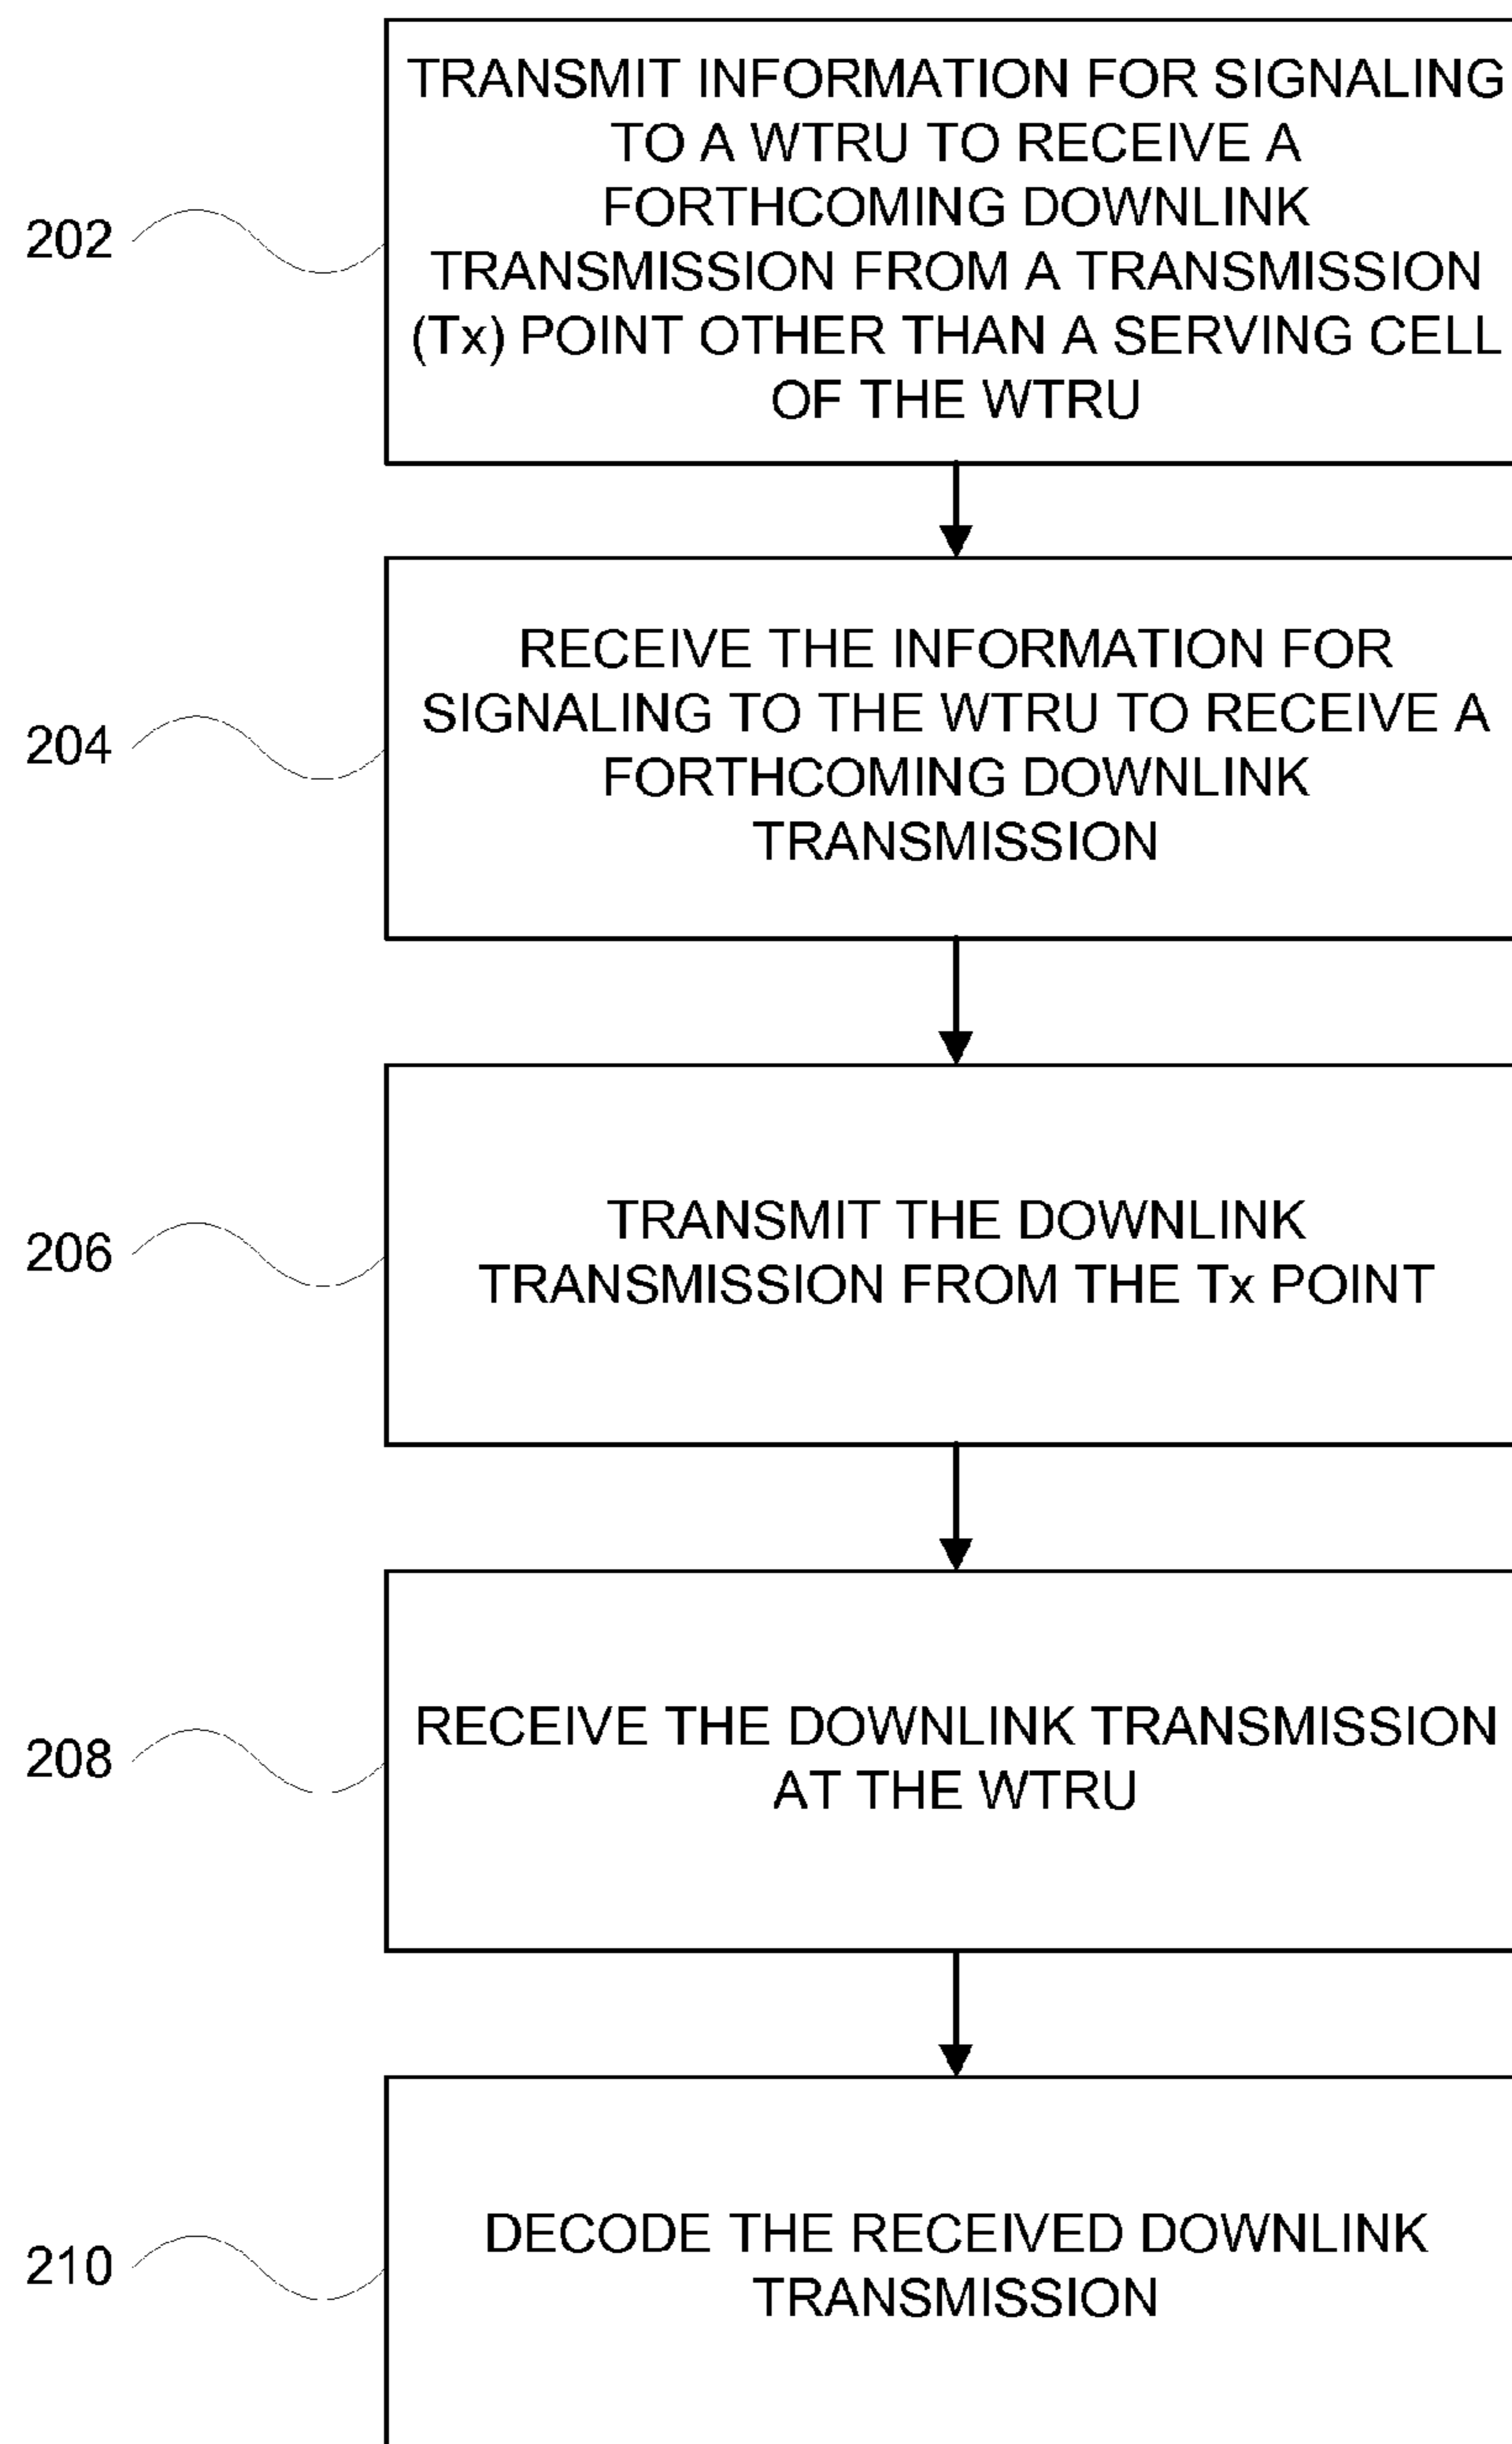 TRANSMIT INFORMATION FOR SIGNALING
TO A WTRU TO RECEIVE A
FORTHCOMING DOWNLINK
TRANSMISSION FROM A TRANSMISSION
(Tx) POINT OTHER THAN A SERVING CELL
OF THE WTRU
202
RECEIVE THE INFORMATION FOR
SIGNALING TO THE WTRU TO RECEIVE A
FORTHCOMING DOWNLINK
TRANSMISSION
204
TRANSMIT THE DOWNLINK
TRANSMISSION FROM THE Tx POINT
206
RECEIVE THE DOWNLINK TRANSMISSION
AT THE WTRU
208
DECODE THE RECEIVED DOWNLINK
TRANSMISSION
210